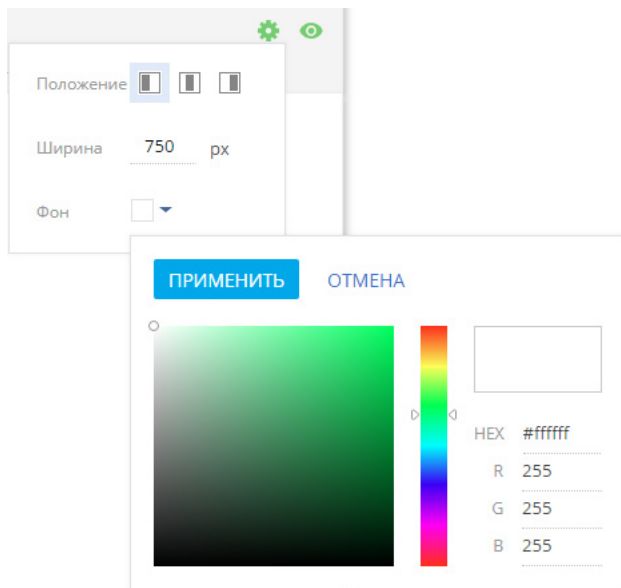 Положение
Ширина 750 px
Фон
ПРИМЕНИТЬ ОТМЕНА
HEX #ffffff
R 255
G 255
B 255